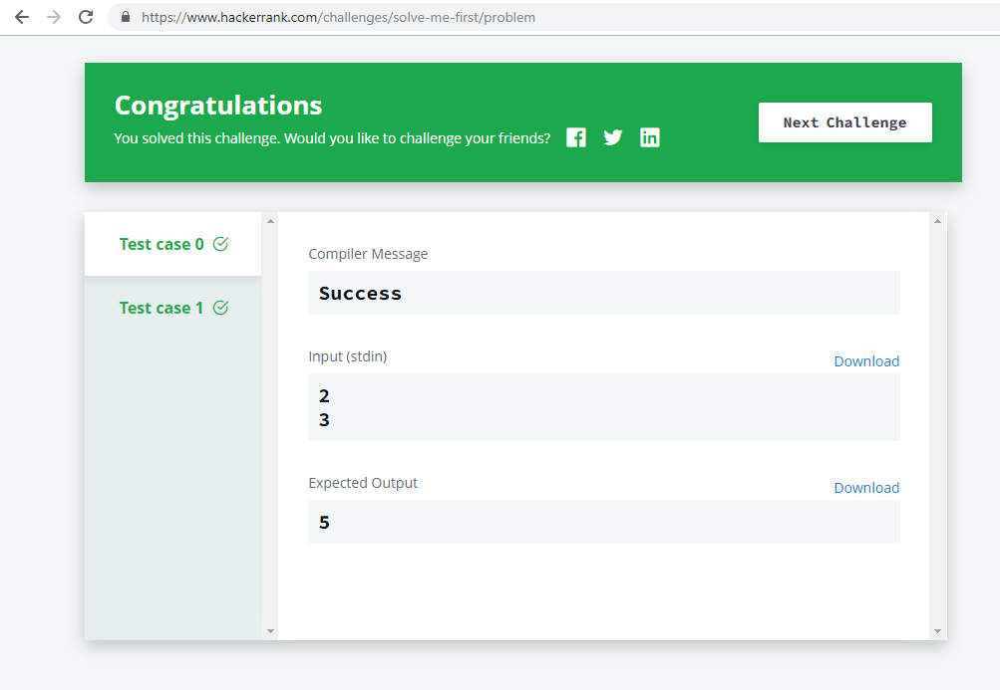 https://www.hackerrank.com/challenges/solve-me-first/problem
Congratulations
You solved this challenge. Would you like to challenge your friends?
Next Challenge
Test case 0
Test case 1
Compiler Message
Success
Input (stdin)
Download
2
3
Expected Output
Download
5